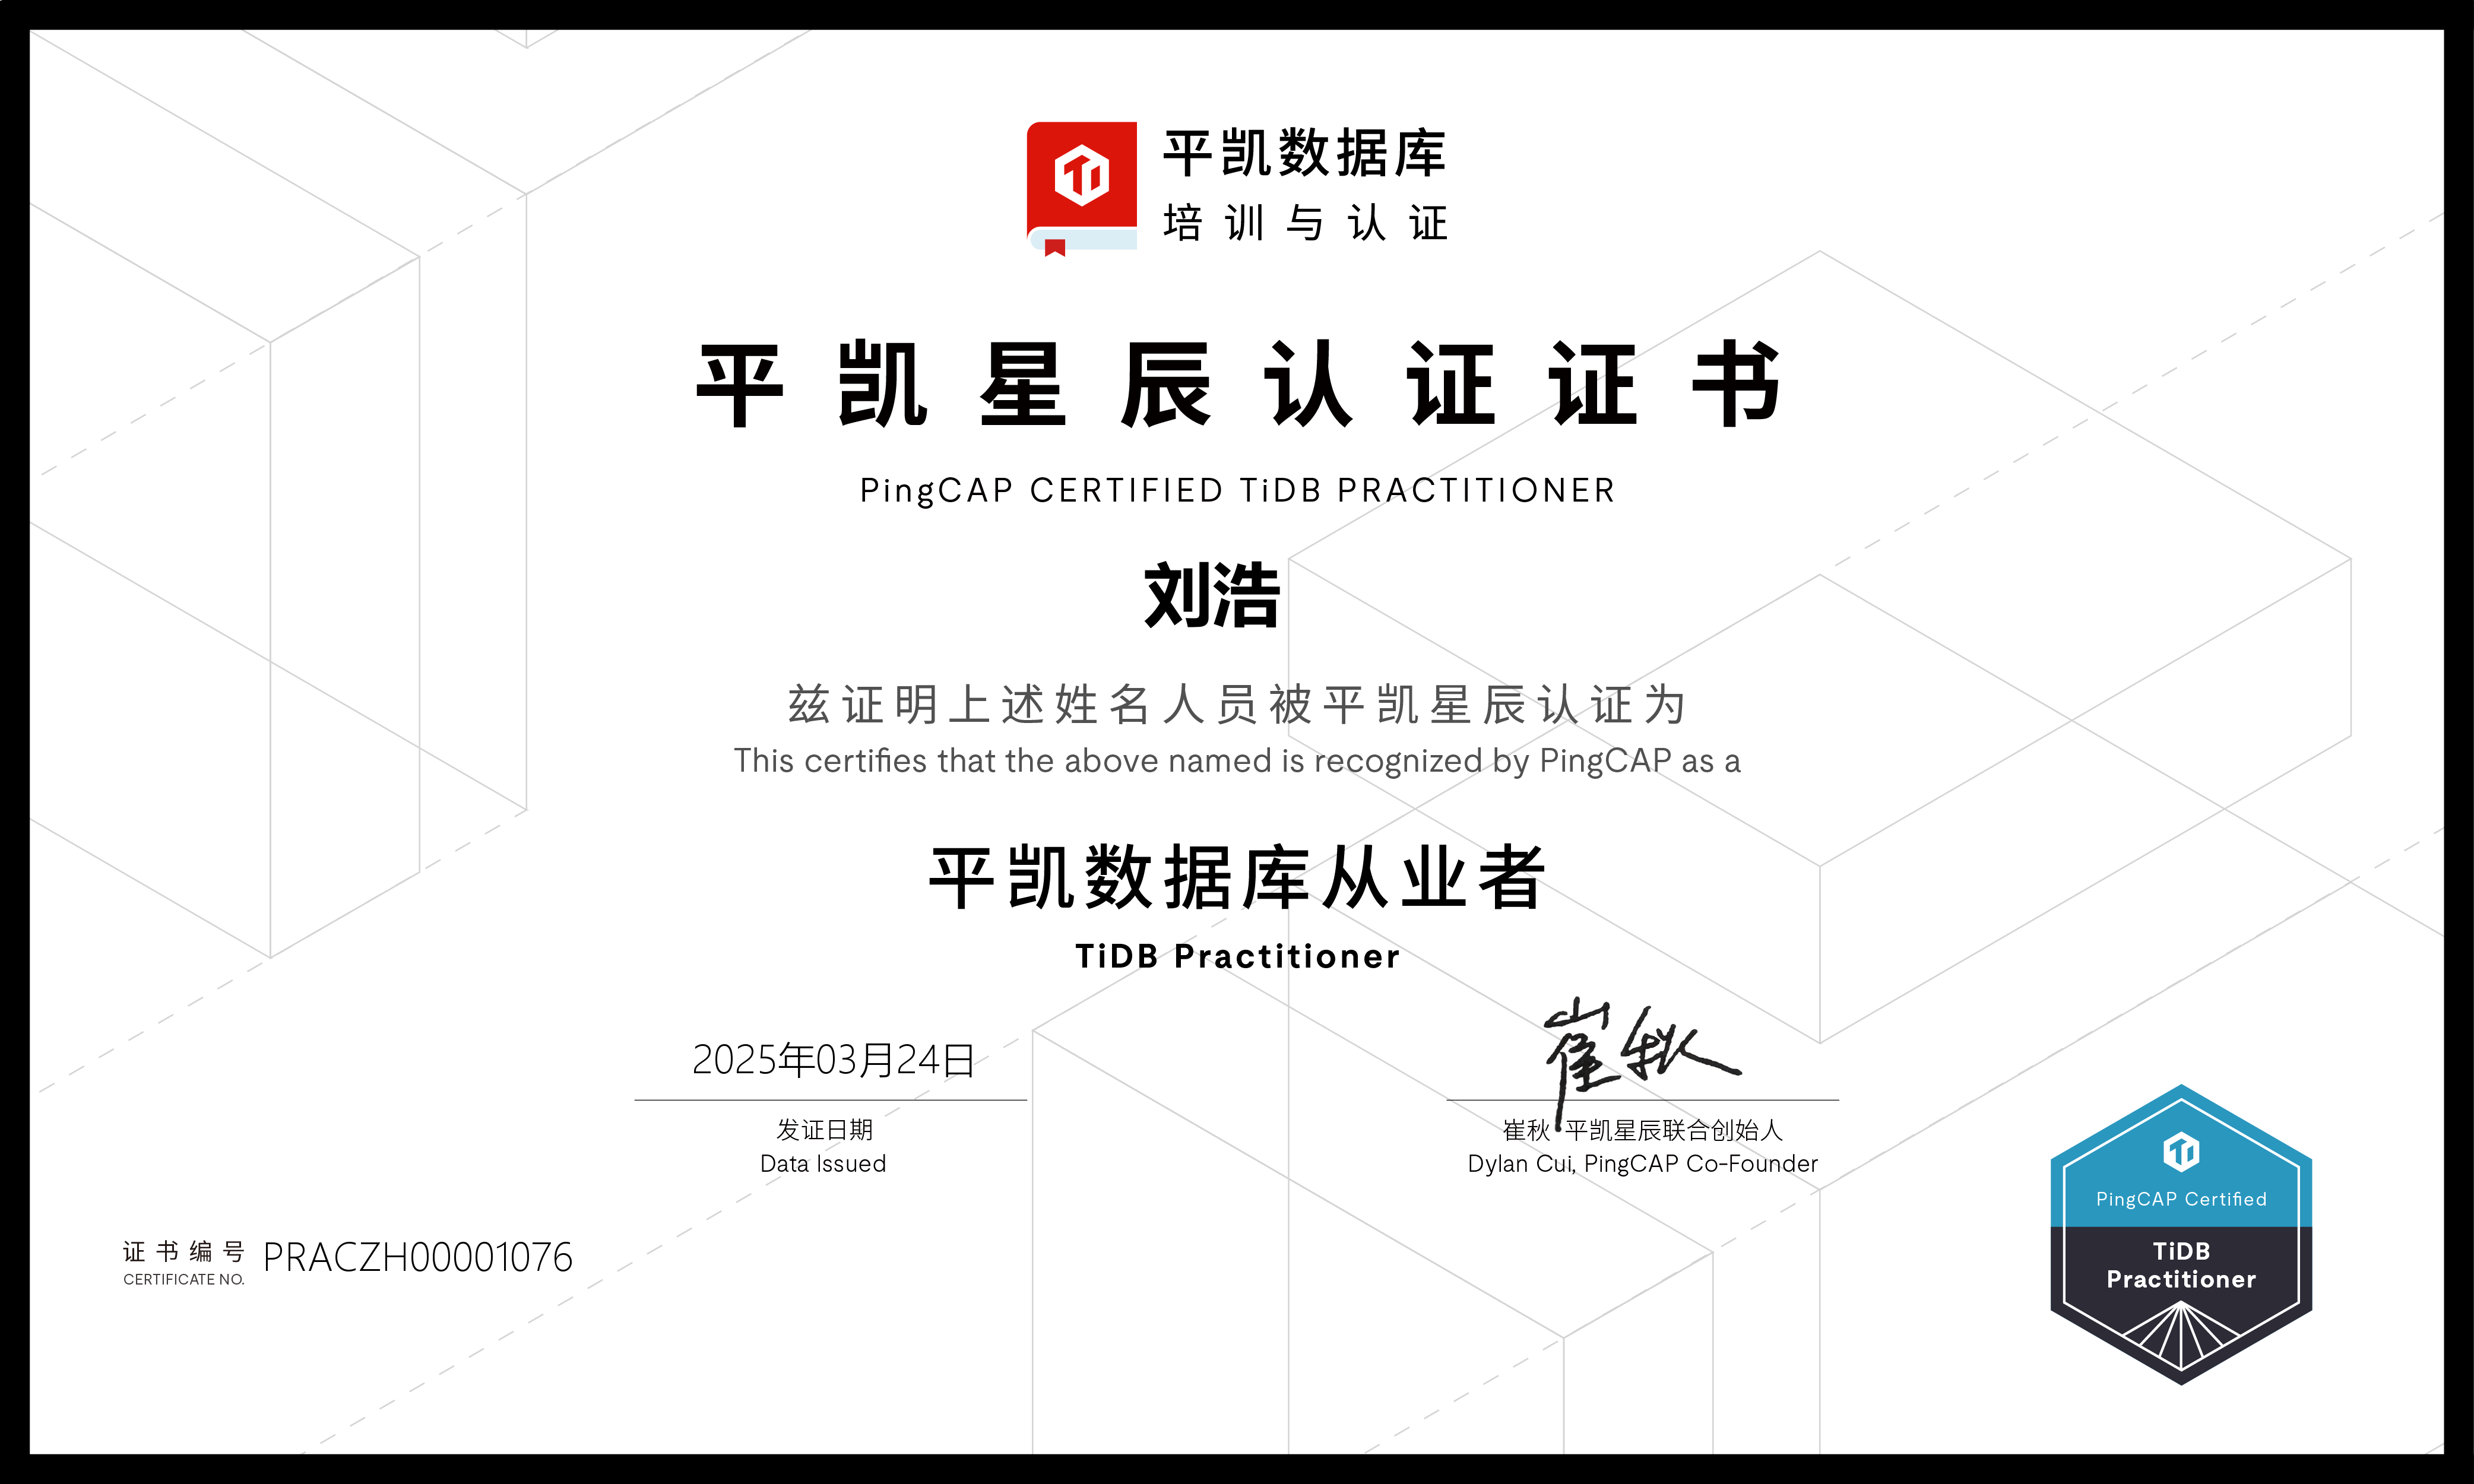 平凯数据库
培训与认证
平凯星辰认证证书
PingCAP CERTIFIED TiDB PRACTITIONER
刘浩
兹证明上述姓名人员被平凯星辰认证为
This certifies that the above named is recognized by PingCAP as a
平凯数据库从业者
TiDB Practitioner
2025年03月24日
发证日期
Data Issued
崔秋
崔秋 平凯星辰联合创始人
Dylan Cui, PingCAP Co-Founder
证书编号 PRACZH00001076
CERTIFICATE NO.
PingCAP Certified
TiDB
Practitioner